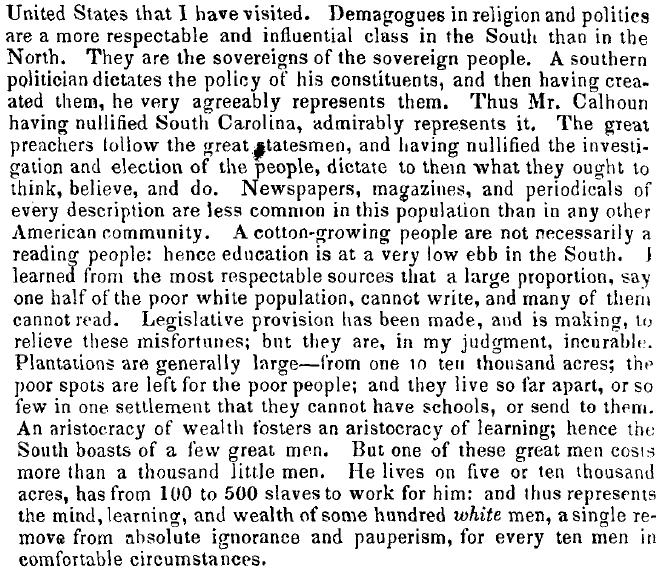 United States that I have visited. Demagogues in religion and politics
are a more respectable and influential class in the South than in the
North. They are the sovereigns of the sovereign people. A southern
politician dictates the policy of his constituents, and then having crea-
ated them, he very agreeably represents them. Thus Mr. Calhoun
having nullified South Carolina, admirably represents it. The great
preachers follow the great statesmen, and having nullified the investi-
gation and election of the people, dictate to them what they ought to
think, believe, and do. Newspapers, magazines, and periodicals of
every description are less common in this population than in any other
American community. A cotton-growing people are not necessarily a
reading people: hence education is at a very low ebb in the South. I
learned from the most respectable sources that a large proportion, say
one half of the poor white population, cannot write, and many of them
cannot read. Legislative provision has been made, and is making, to
relieve these misfortunes; but they are, in my judgment, incurable.
Plantations are generally large—from one to ten thousand acres; the
poor spots are left for the poor people; and they live so far apart, or so
few in one settlement that they cannot have schools, or send to them.
An aristocracy of wealth fosters an aristocracy of learning; hence the
South boasts of a few great men. But one of these great men costs
more than a thousand little men. He lives on five or ten thousand
acres, has from 100 to 500 slaves to work for him: and thus represents
the mind, learning, and wealth of some hundred white men, a single re-
move from absolute ignorance and pauperism, for every ten men in
comfortable circumstances.